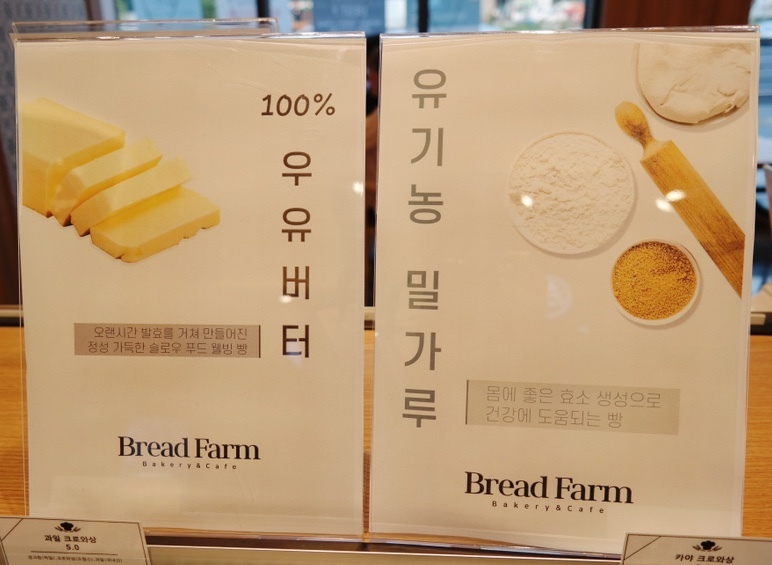 100%
우유버터
오랜시간 발효를 거쳐 만들어진
정성 가득한 슬로우 푸드 웰빙 빵
Bread Farm
Bakery&Cafe
유기농 밀가루
몸에 좋은 효소 생성으로
건강에 도움되는 빵
Bread Farm
Bakery&Cafe
과일 크로와상
5.0
카야 크로와상